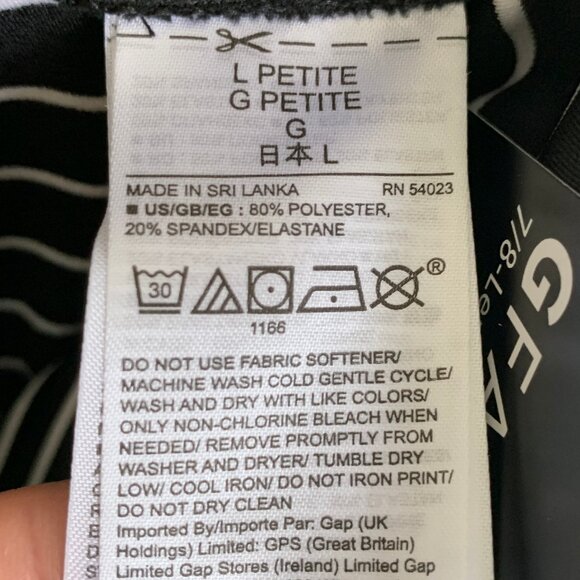 L PETITE
G PETITE
G
日本 L
MADE IN SRI LANKA RN 54023
US/GB/EG : 80% POLYESTER,
20% SPANDEX/ELASTANE
30
®
1166
DO NOT USE FABRIC SOFTENER/
MACHINE WASH COLD GENTLE CYCLE/
WASH AND DRY WITH LIKE COLORS/
ONLY NON-CHLORINE BLEACH WHEN
NEEDED/ REMOVE PROMPTLY FROM
WASHER AND DRYER/ TUMBLE DRY
LOW/ COOL IRON/ DO NOT IRON PRINT/
DO NOT DRY CLEAN
Imported By/Importe Par: Gap (UK
Holdings) Limited: GPS (Great Britain)
Limited Gap Stores (Ireland) Limited Gap
GFA
7/8-Le